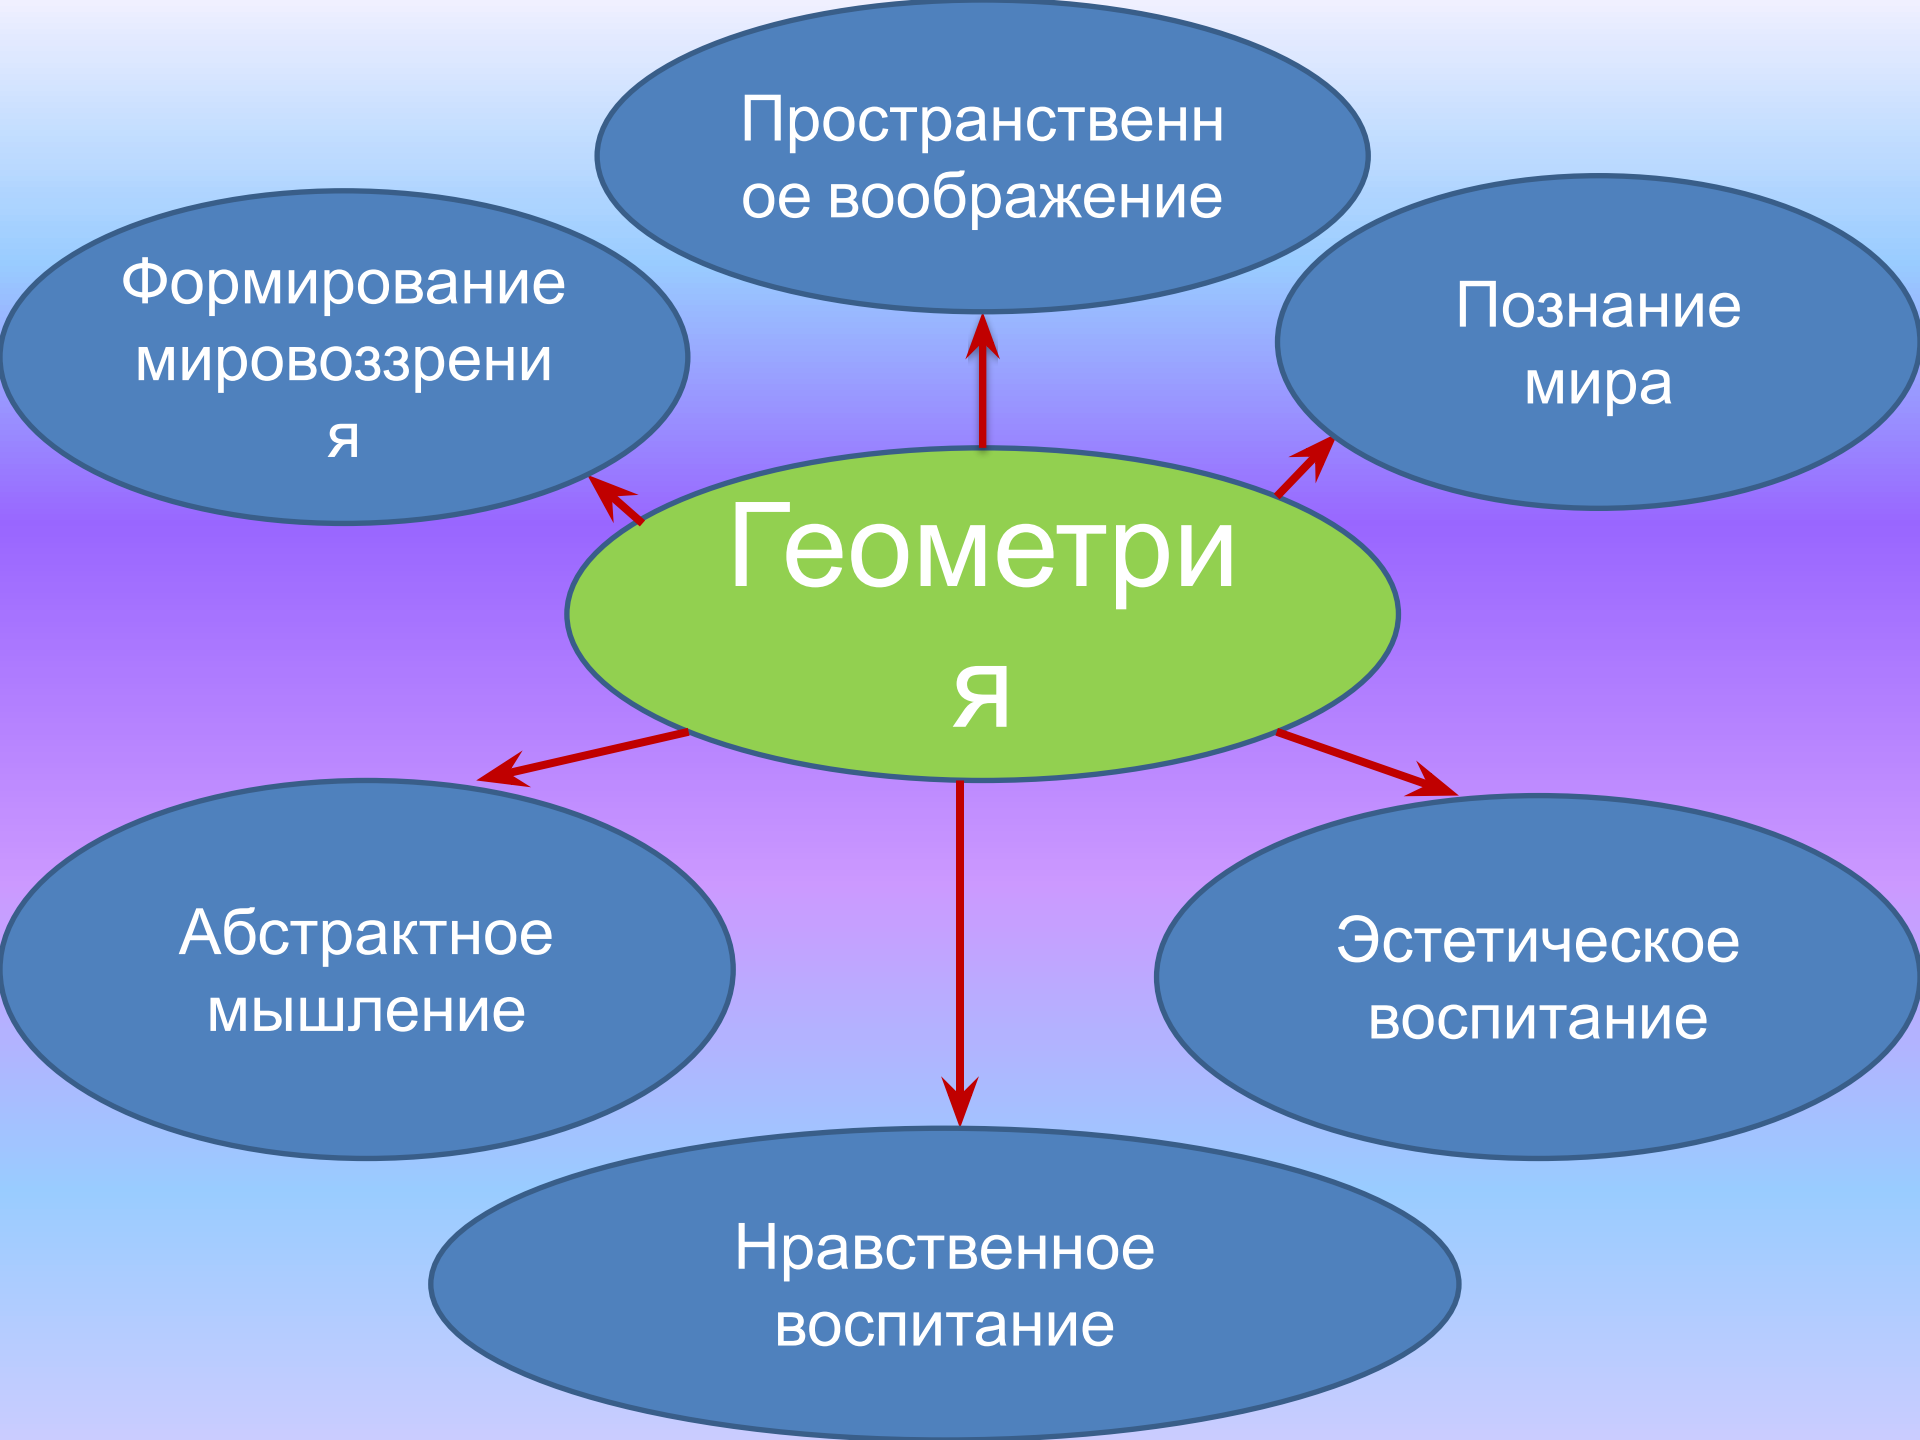 Пространственн
ое воображение
Формирование
мировоззрени
я
Познание
мира
Геометри
я
Абстрактное
мышление
Эстетическое
воспитание
Нравственное
воспитание